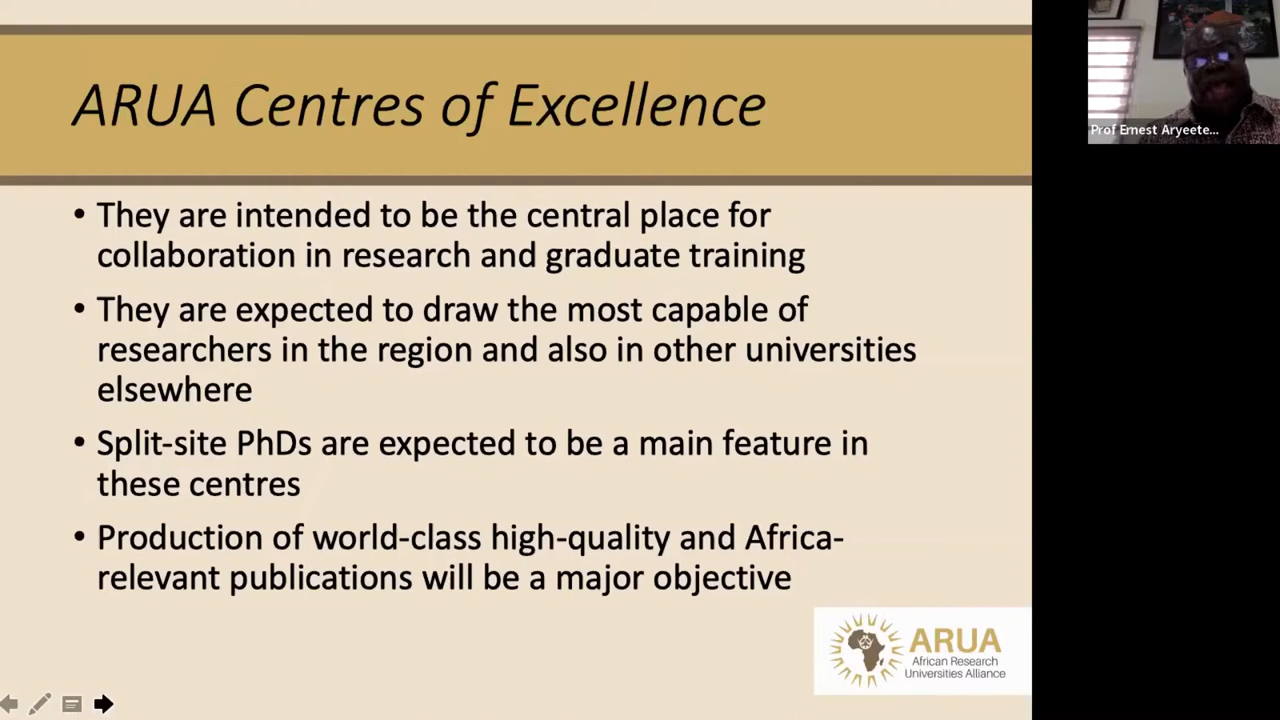 ARUA Centres of Excellence
• They are intended to be the central place for
collaboration in research and graduate training
• They are expected to draw the most capable of
researchers in the region and also in other universities
elsewhere
• Split-site PhDs are expected to be a main feature in
these centres
• Production of world-class high-quality and Africa-
relevant publications will be a major objective
ARUA
African Research
Universities Alliance
Prof Ernest Aryeete...